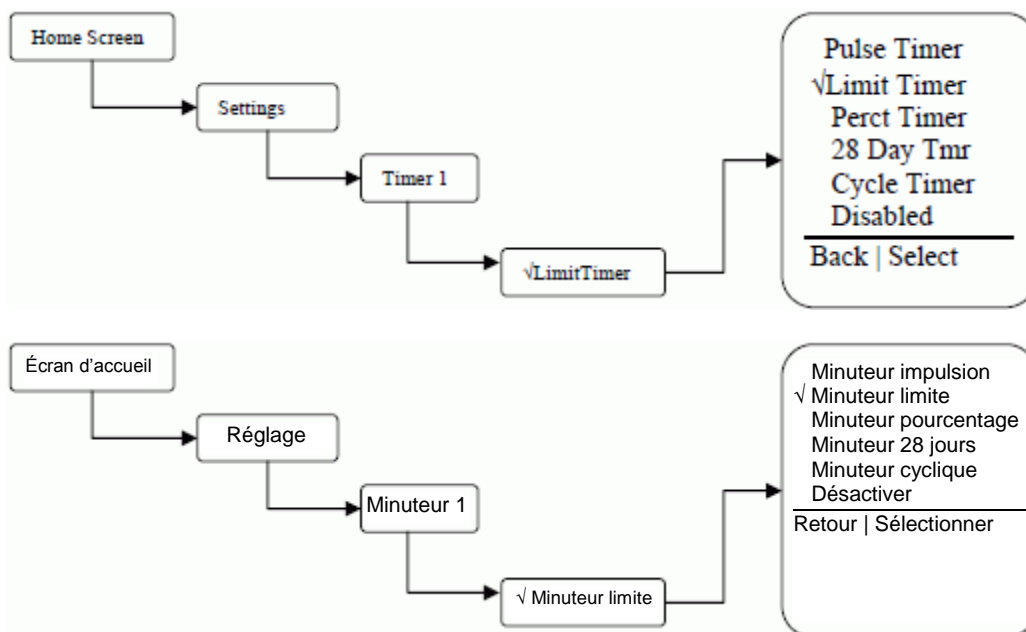 Home Screen
Settings
Timer 1
√LimitTimer
Pulse Timer
√Limit Timer
Perct Timer
28 Day Tmr
Cycle Timer
Disabled
Back | Select
Écran d’accueil
Réglage
Minuteur 1
√ Minuteur limite
Minuteur impulsion
√ Minuteur limite
Minuteur pourcentage
Minuteur 28 jours
Minuteur cyclique
Désactiver
Retour | Sélectionner